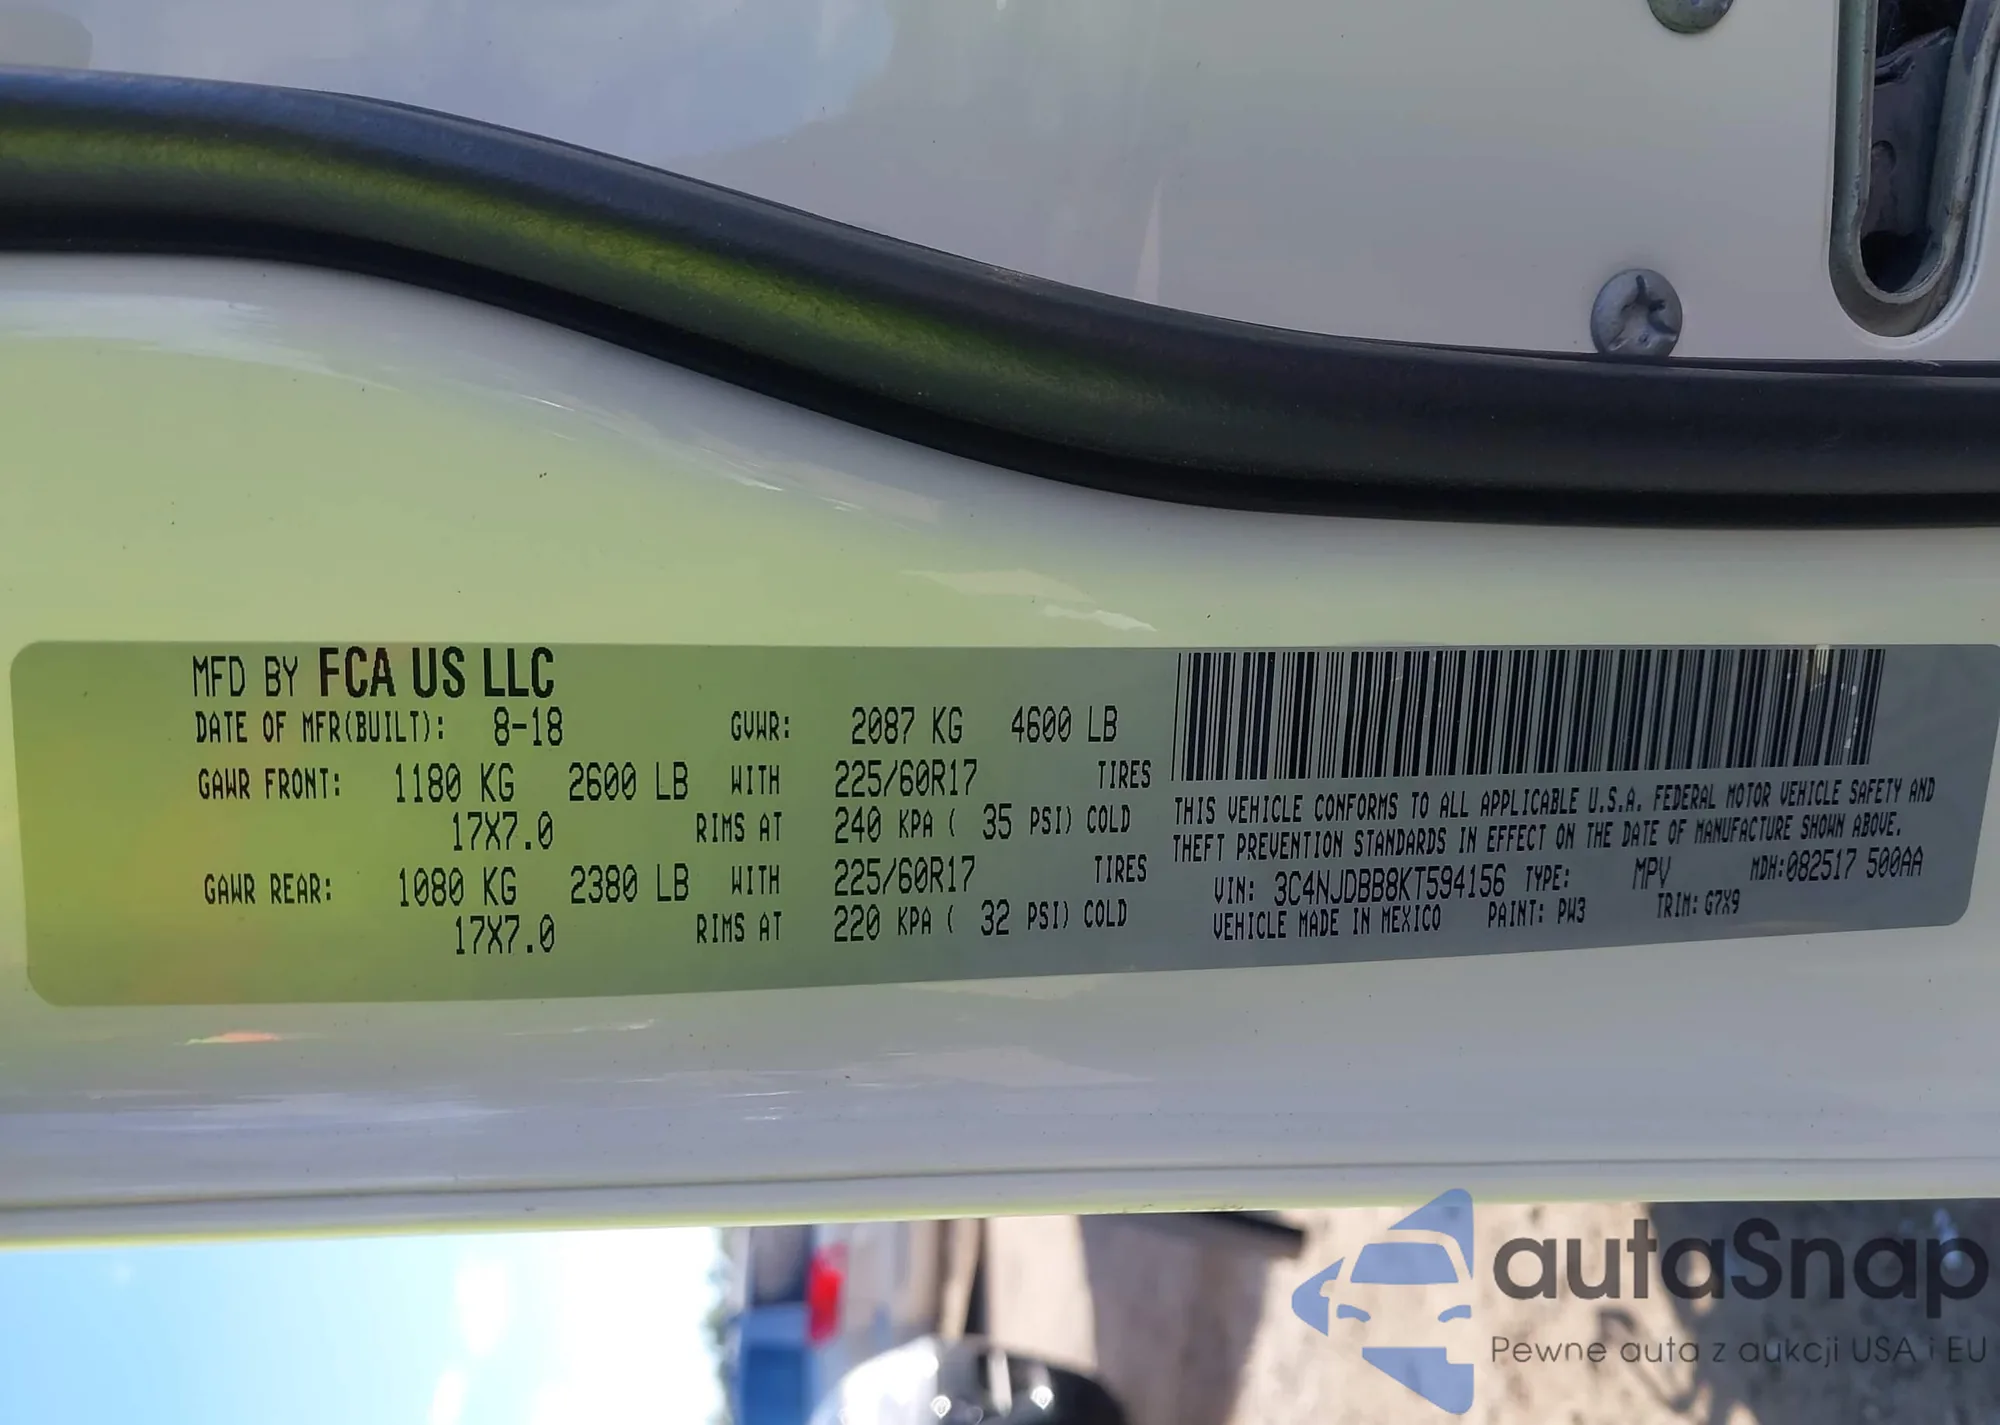 MFD BY FCA US LLC
DATE OF MFR(BUILT): 8-18 GVWR: 2087 KG 4600 LB
GAWR FRONT: 1180 KG 2600 LB WITH 225/60R17 TIRES
17X7.0 RIMS AT 240 KPA ( 35 PSI) COLD
GAWR REAR: 1080 KG 2380 LB WITH 225/60R17 TIRES
17X7.0 RIMS AT 220 KPA ( 32 PSI) COLD
THIS VEHICLE CONFORMS TO ALL APPLICABLE U.S.A. FEDERAL MOTOR VEHICLE SAFETY AND
THEFT PREVENTION STANDARDS IN EFFECT ON THE DATE OF MANUFACTURE SHOWN ABOVE.
VIN: 3C4NJDBB8KT594156 TYPE: MPV MDH:082517 500AA
VEHICLE MADE IN MEXICO PAINT: PW3 TRIM: G7X9
autaSnap
Pewne auta z aukcji USA i EU